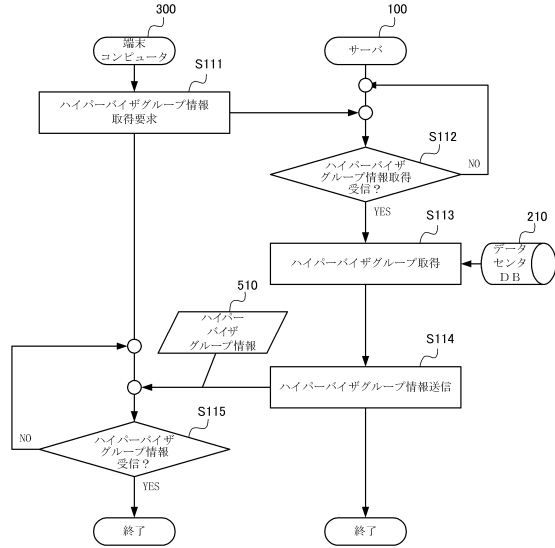 300
端末
コンピュータ
100
サーバ
S111
ハイパーバイザグループ情報
取得要求
S112
ハイパーバイザ
グループ情報取得
受信？
NO
YES
S113
ハイパーバイザグループ取得
210
データ
センタ
ＤＢ
510
ハイパー
バイザ
グループ情報
S114
ハイパーバイザグループ情報送信
S115
ハイパーバイザ
グループ情報
受信？
NO
YES
終了
終了